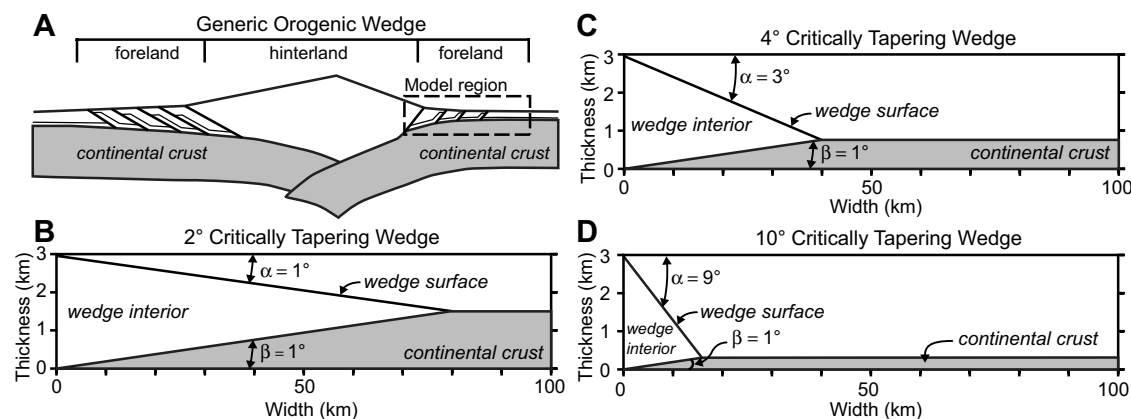 A
Generic Orogenic Wedge
foreland
hinterland
foreland
Model region
continental crust
continental crust
B
2° Critically Tapering Wedge
Thickness (km)
3
2
1
0
α = 1°
wedge surface
wedge interior
β = 1°
continental crust
0
50
100
Width (km)
C
4° Critically Tapering Wedge
Thickness (km)
3
2
1
0
α = 3°
wedge surface
wedge interior
β = 1°
continental crust
0
50
100
Width (km)
D
10° Critically Tapering Wedge
Thickness (km)
3
2
1
0
α = 9°
wedge surface
wedge
interior
β = 1°
continental crust
0
50
100
Width (km)